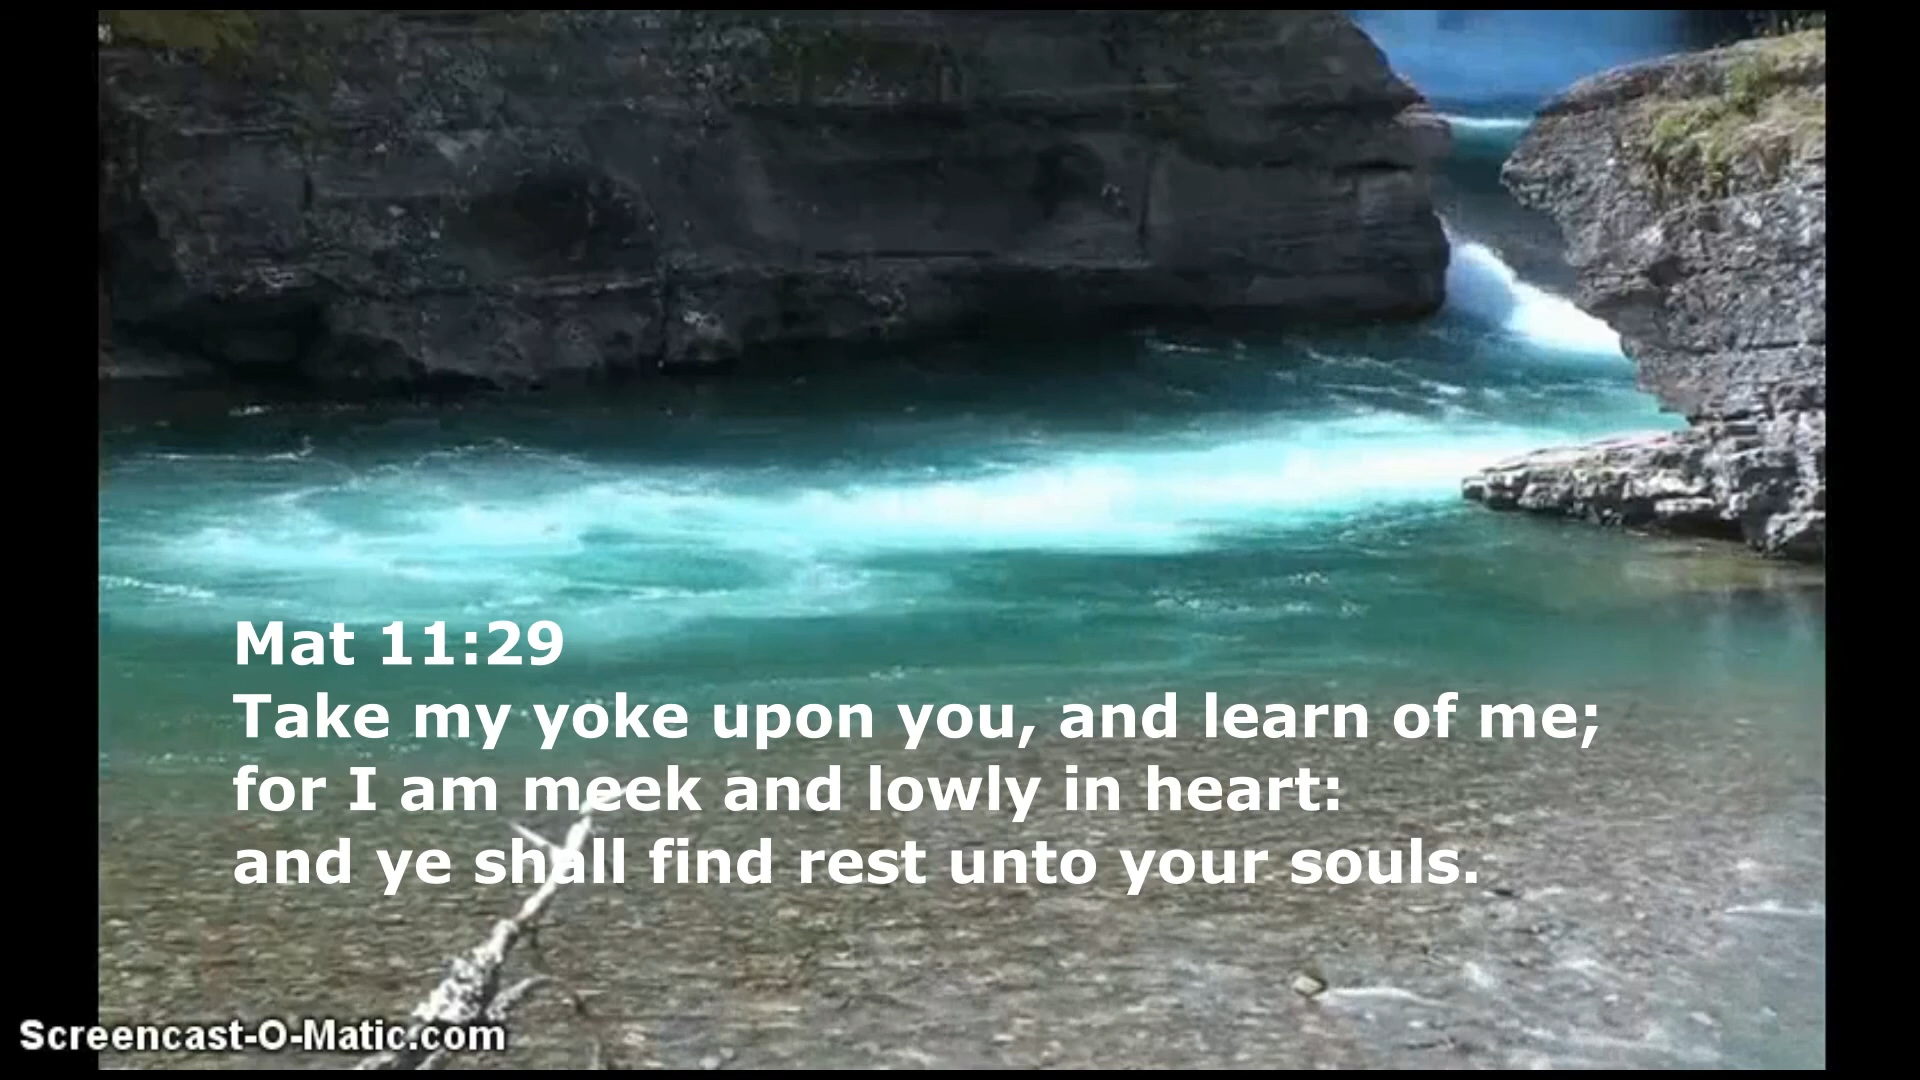 Mat 11:29
Take my yoke upon you, and learn of me;
for I am meek and lowly in heart:
and ye shall find rest unto your souls.
Screencast-O-Matic.com